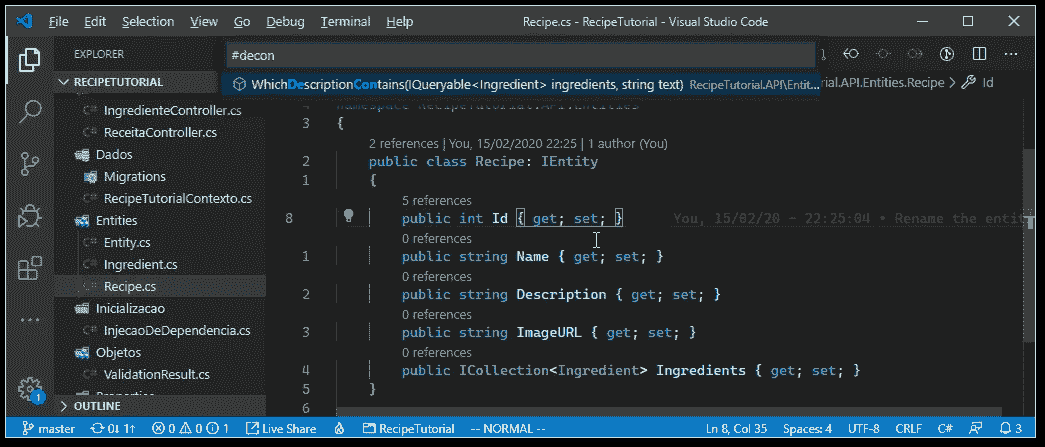 File Edit Selection View Go Debug Terminal Help Recipe.cs - RecipeTutorial - Visual Studio Code
EXPLORER
#decon
RECIPETUTORIAL
WhichDescriptionContains(IQueryable<Ingredient> ingredients, string text) RecipeTutorial.API\Entit...
ial.API.Entities.Recipe > Id
IngredienteController.cs
ReceitaController.cs
Dados
Migrations
RecipeTutorialContexto.cs
Entities
Entity.cs
Ingredient.cs
Recipe.cs
Inicializacao
InjecaoDeDependencia.cs
Objetos
ValidationResult.cs
OUTLINE
3 {
2 references | You, 15/02/2020 22:25 | 1 author (You)
2 public class Recipe: IEntity
1 {
5 references
8 public int Id { get; set; } You, 15/02/20 - 22:25:04 • Rename the enti
0 references
1 public string Name { get; set; }
0 references
2 public string Description { get; set; }
0 references
3 public string ImageURL { get; set; }
0 references
4 public ICollection<Ingredient> Ingredients { get; set; }
5 }
6
1
master 0↓ 1↑ 0 0 1 Live Share RecipeTutorial -- NORMAL -- Ln 8, Col 35 Spaces: 4 UTF-8 CRLF C# 3